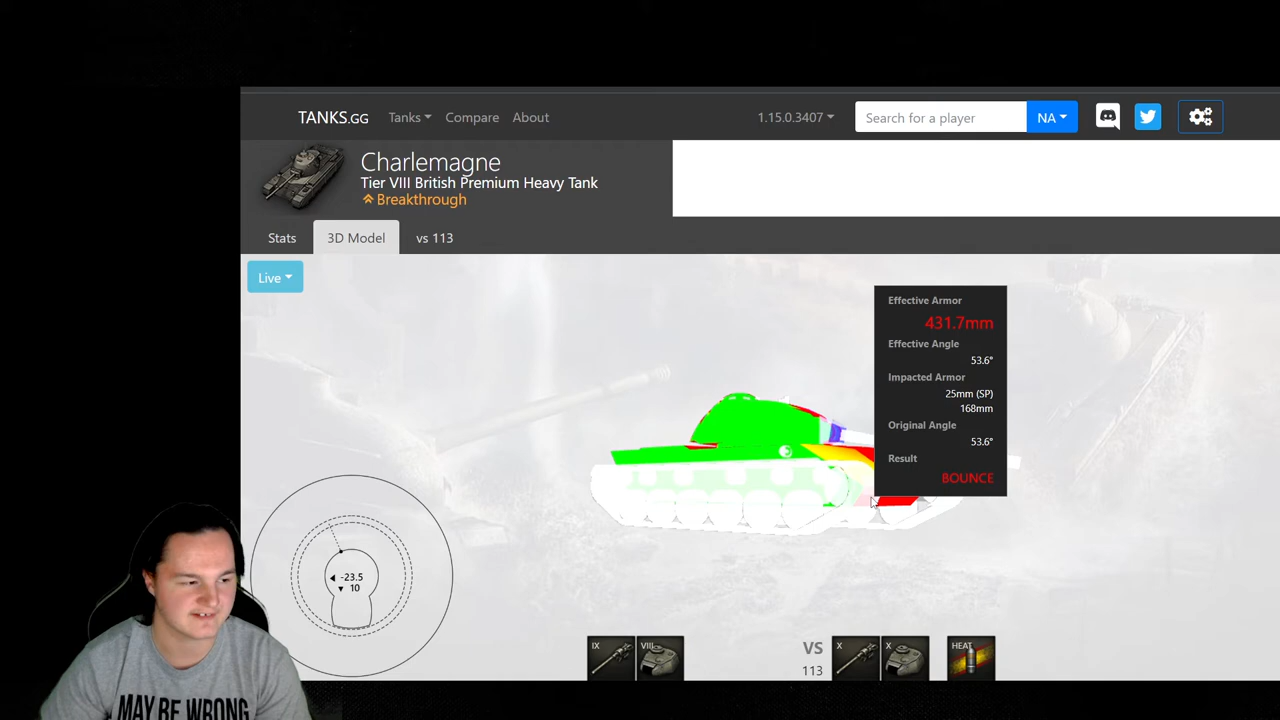 TANKS.GG Tanks Compare About 1.15.0.3407 Search for a player NA
Charlemagne
Tier VIII British Premium Heavy Tank
Breakthrough
Stats 3D Model vs 113
Live
Effective Armor
431.7mm
Effective Angle
53.6°
Impacted Armor
25mm (SP)
168mm
Original Angle
53.6°
Result
BOUNCE
-23.5
10
IX VIII VS X X HEAT
113
MAY BE WRONG